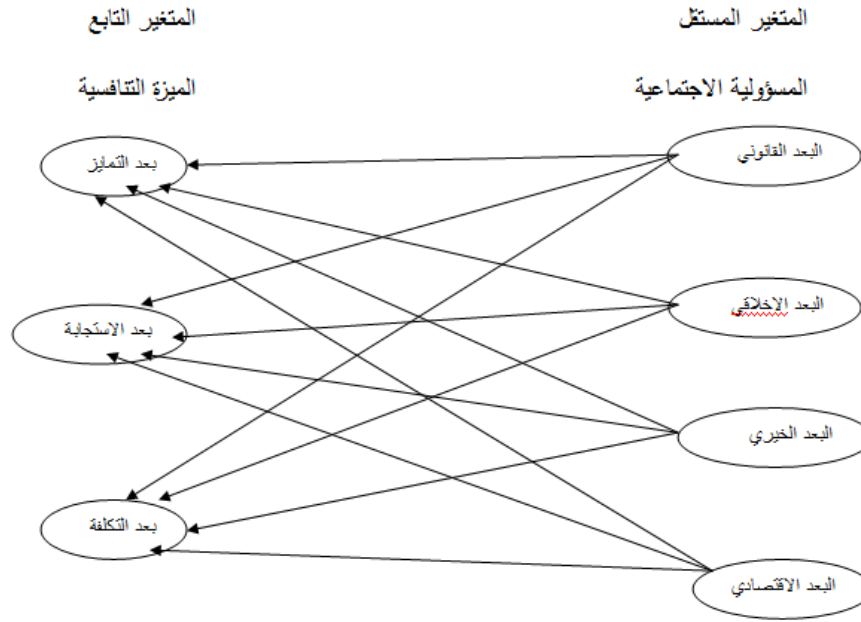 المتغير المستقل
المتغير التابع
المسؤولية الاجتماعية
الميزة التنافسية
البعد القانوني
بعد التمايز
البعد الاخلاقي
بعد الاستجابة
البعد الخيري
بعد التكلفة
البعد الاقتصادي